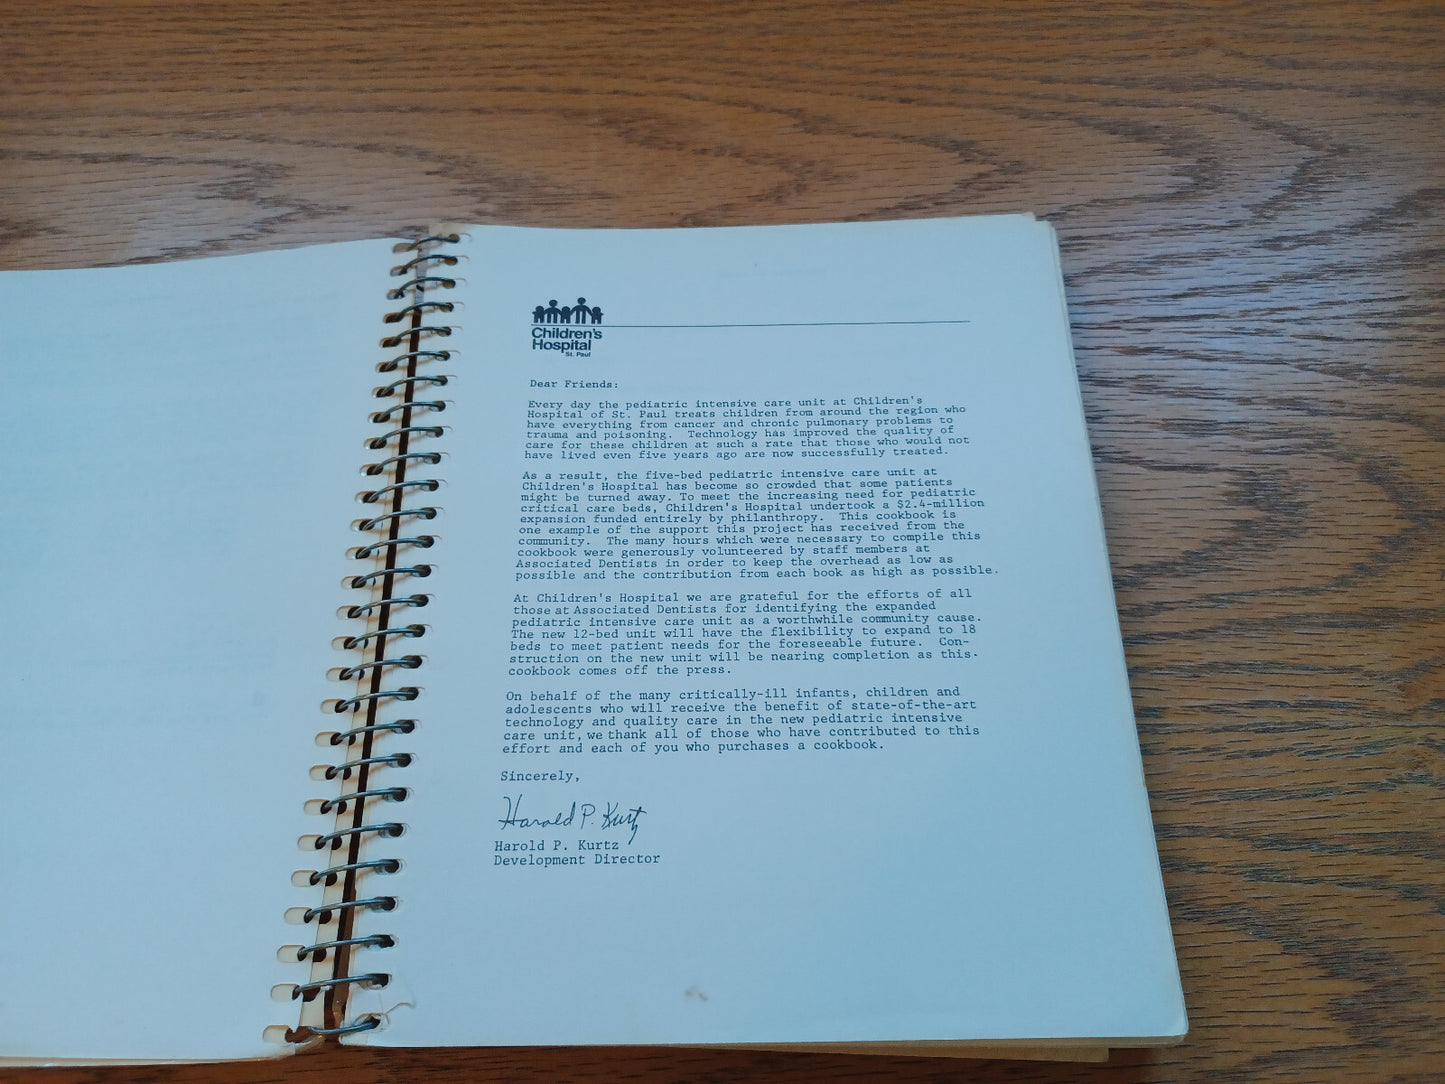 Children's
Hospital
St. Paul
Dear Friends:
Every day the pediatric intensive care unit at Children's
Hospital of St. Paul treats children from around the region who
have everything from cancer and chronic pulmonary problems to
trauma and poisoning. Technology has improved the quality of
care for these children at such a rate that those who would not
have lived even five years ago are now successfully treated.
As a result, the five-bed pediatric intensive care unit at
Children's Hospital has become so crowded that some patients
might be turned away. To meet the increasing need for pediatric
critical care beds, Children's Hospital undertook a $2.4-million
expansion funded entirely by philanthropy. This cookbook is
one example of the support this project has received from the
community. The many hours which were necessary to compile this
cookbook were generously volunteered by staff members at
Associated Dentists in order to keep the overhead as low as
possible and the contribution from each book as high as possible.
At Children's Hospital we are grateful for the efforts of all
those at Associated Dentists for identifying the expanded
pediatric intensive care unit as a worthwhile community cause.
The new 12-bed unit will have the flexibility to expand to 18
beds to meet patient needs for the foreseeable future. Con-
struction on the new unit will be nearing completion as this.
cookbook comes off the press.
On behalf of the many critically-ill infants, children and
adolescents who will receive the benefit of state-of-the-art
technology and quality care in the new pediatric intensive
care unit, we thank all of those who have contributed to this
effort and each of you who purchases a cookbook.
Sincerely,
Harold P. Kurtz
Harold P. Kurtz
Development Director